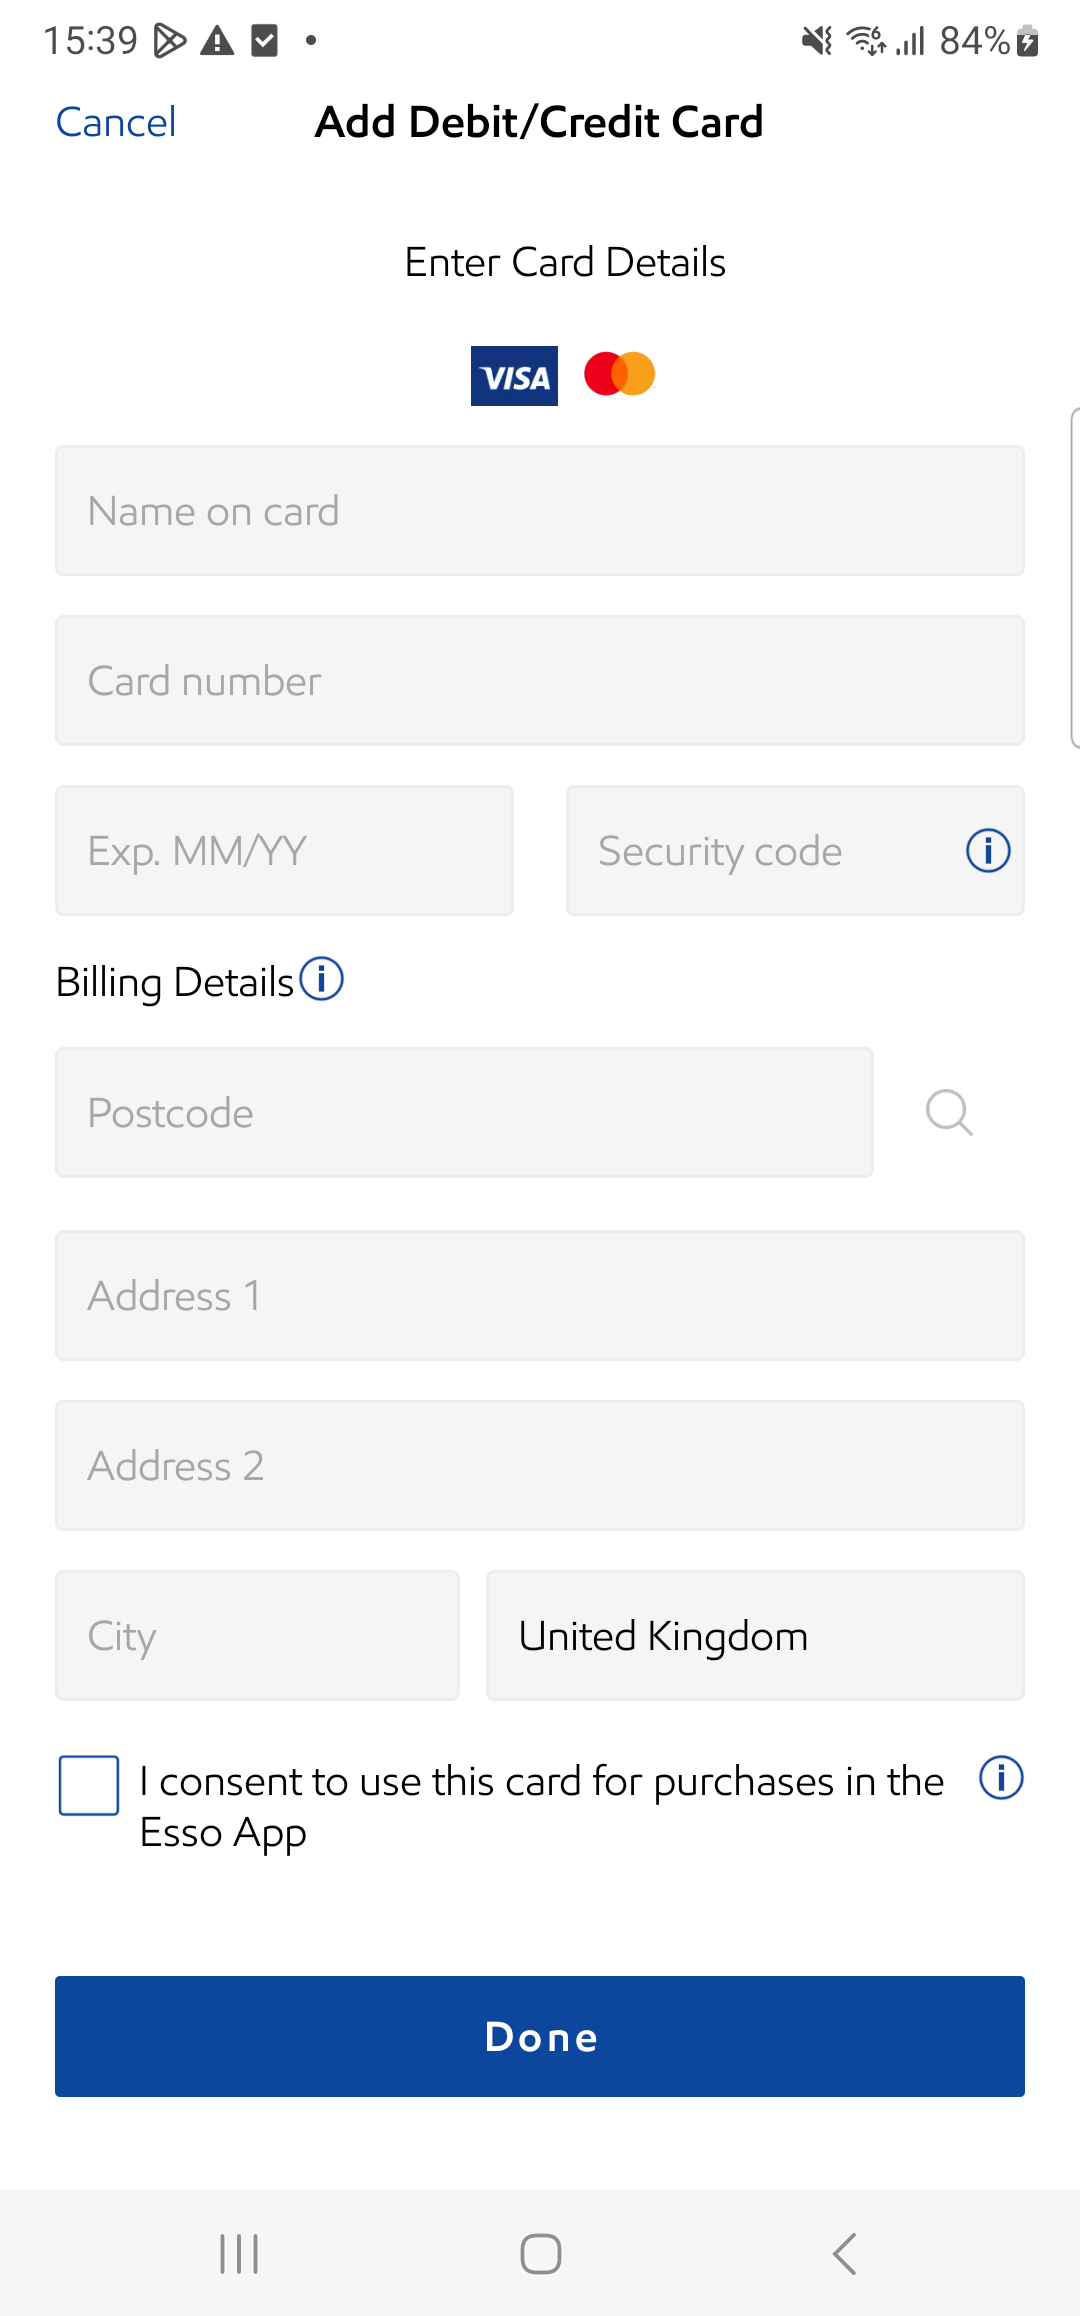 15:39 84%
Cancel Add Debit/Credit Card
Enter Card Details
VISA
Name on card
Card number
Exp. MM/YY Security code
Billing Details
Postcode
Address 1
Address 2
City United Kingdom
I consent to use this card for purchases in the
Esso App
Done